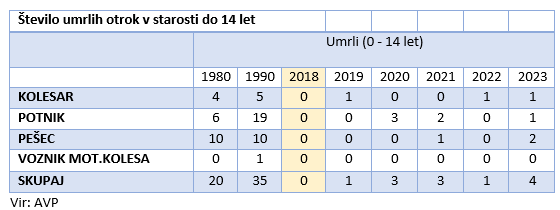 Število umrlih otrok v starosti do 14 let
Umrli (0 - 14 let)
1980 1990 2018 2019 2020 2021 2022 2023
KOLESAR 4 5 0 1 0 0 1 1
POTNIK 6 19 0 0 3 2 0 1
PEŠEC 10 10 0 0 0 1 0 2
VOZNIK MOT.KOLESA 0 1 0 0 0 0 0 0
SKUPAJ 20 35 0 1 3 3 1 4
Vir: AVP